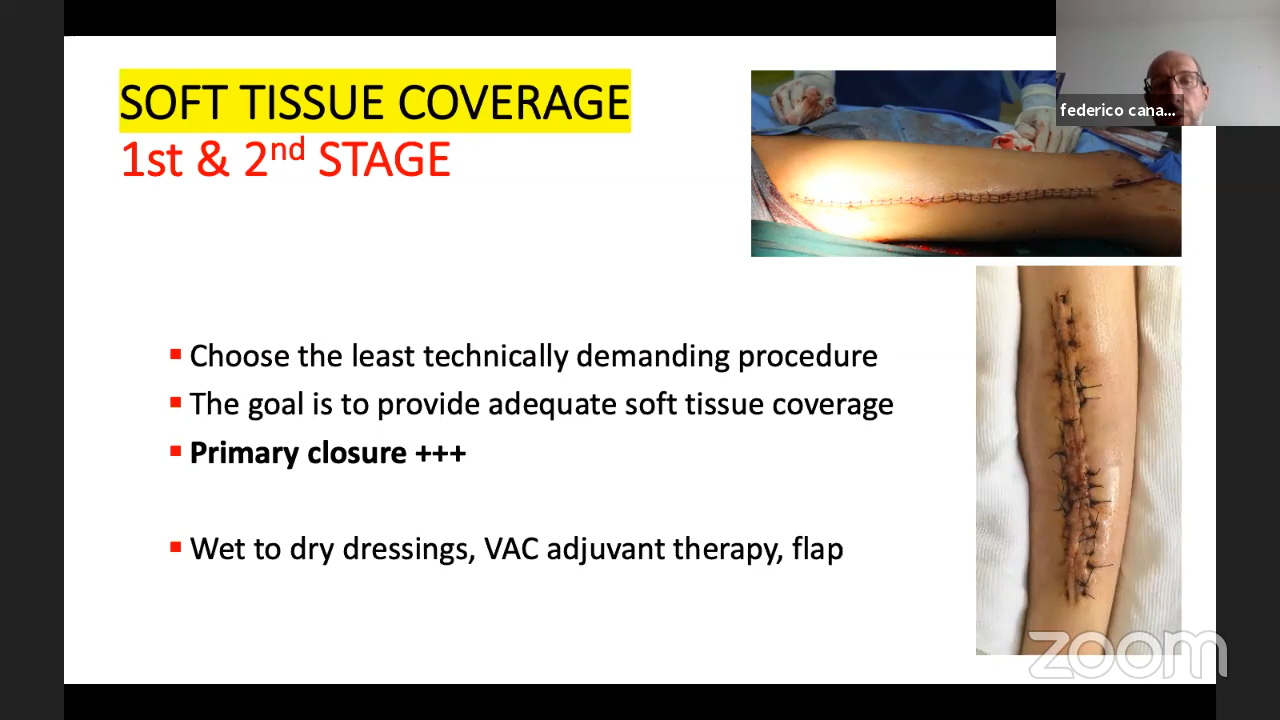 SOFT TISSUE COVERAGE
1st & 2nd STAGE
federico cana...
▪ Choose the least technically demanding procedure
▪ The goal is to provide adequate soft tissue coverage
▪ Primary closure +++
▪ Wet to dry dressings, VAC adjuvant therapy, flap
zoom